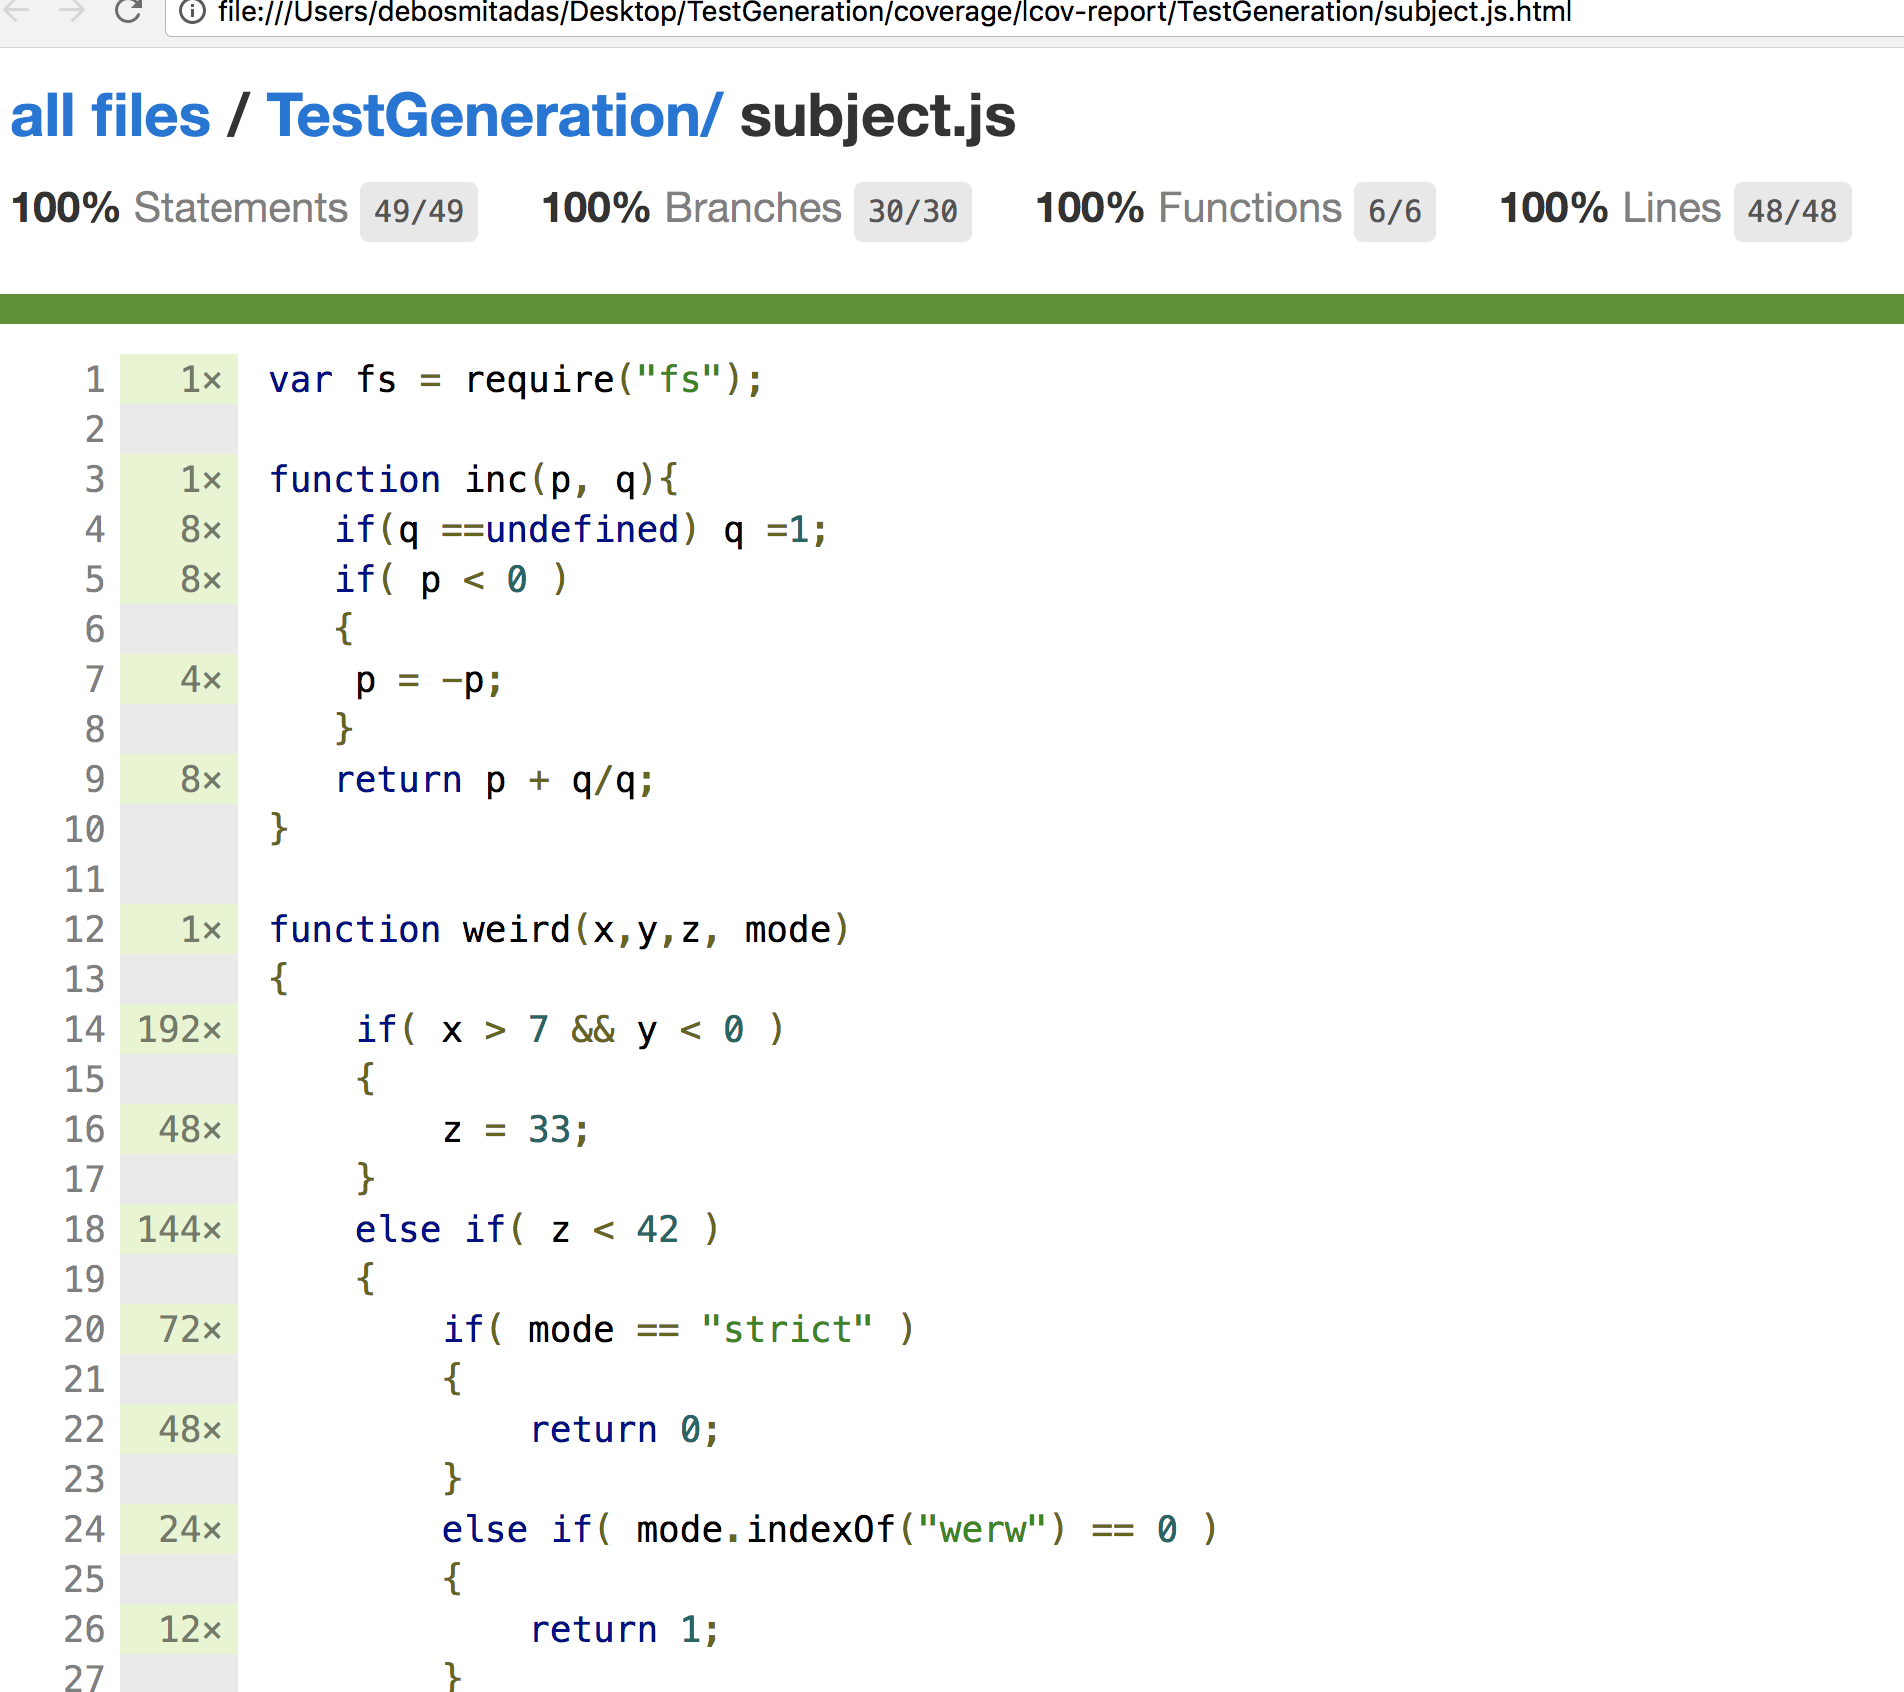 file:///Users/debosmitadas/Desktop/TestGeneration/coverage/lcov-report/TestGeneration/subject.js.html
all files / TestGeneration/ subject.js
100% Statements 49/49 100% Branches 30/30 100% Functions 6/6 100% Lines 48/48
1 1× var fs = require("fs");
2
3 1× function inc(p, q){
4 8× if(q ==undefined) q =1;
5 8× if( p < 0 )
6 {
7 4× p = -p;
8 }
9 8× return p + q/q;
10 }
11
12 1× function weird(x,y,z, mode)
13 {
14 192× if( x > 7 && y < 0 )
15 {
16 48× z = 33;
17 }
18 144× else if( z < 42 )
19 {
20 72× if( mode == "strict" )
21 {
22 48× return 0;
23 }
24 24× else if( mode.indexOf("werw") == 0 )
25 {
26 12× return 1;
27 }